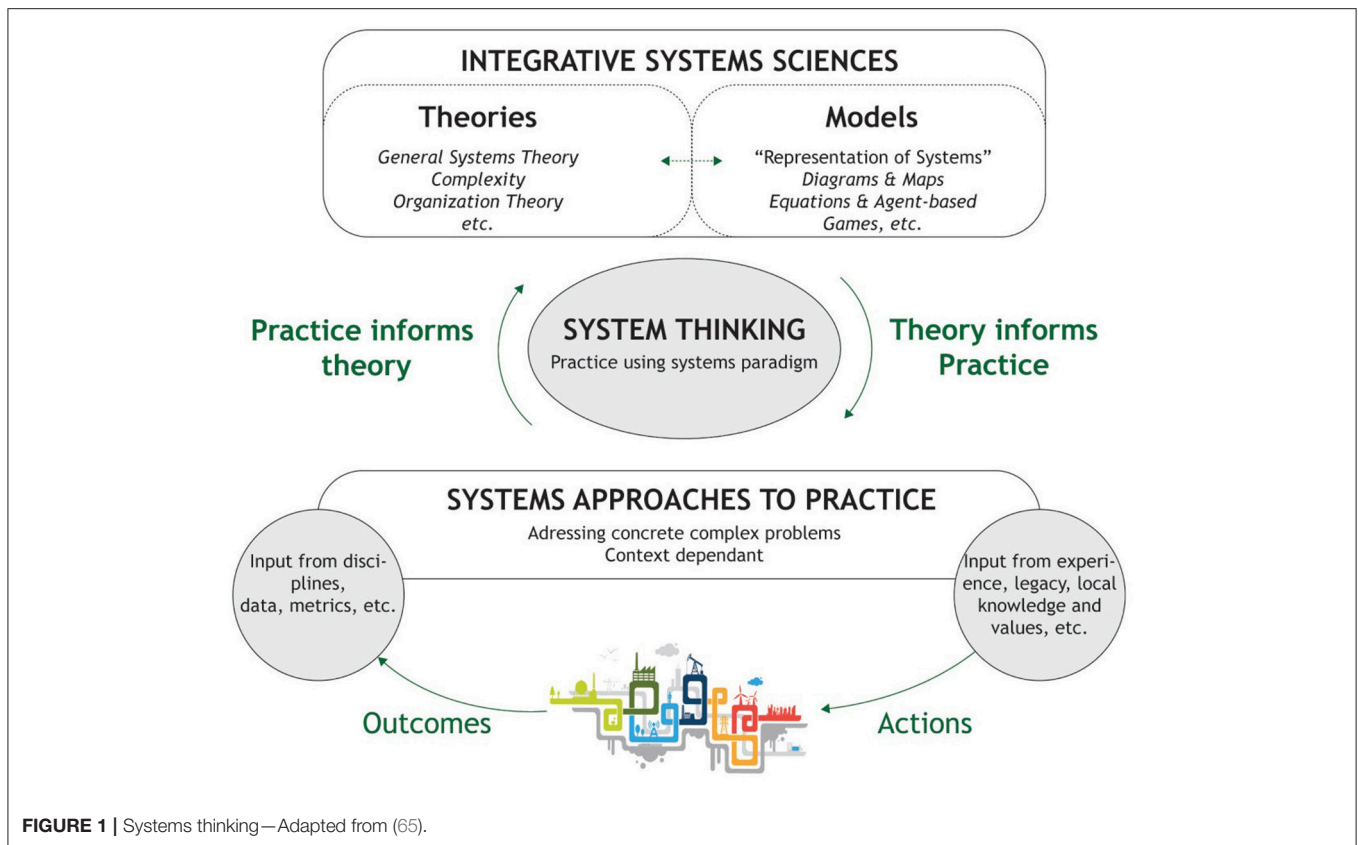 INTEGRATIVE SYSTEMS SCIENCES
Theories
General Systems Theory
Complexity
Organization Theory
etc.
Models
“Representation of Systems”
Diagrams & Maps
Equations & Agent-based
Games, etc.
Practice informs
theory
SYSTEM THINKING
Practice using systems paradigm
Theory informs
Practice
SYSTEMS APPROACHES TO PRACTICE
Adressing concrete complex problems
Context dependant
Input from disci-
plines,
data, metrics, etc.
Input from experi-
ence, legacy, local
knowledge and
values, etc.
Outcomes
Actions
FIGURE 1 | Systems thinking—Adapted from (65).